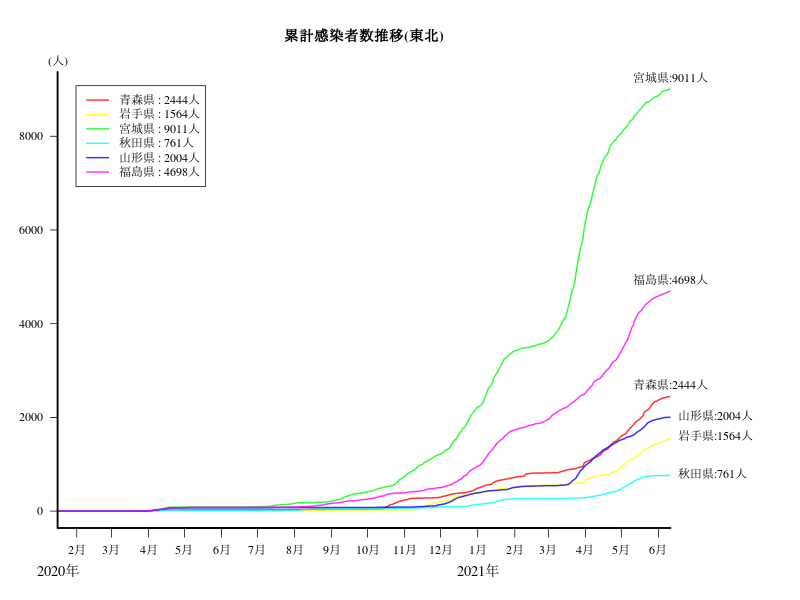 累計感染者数推移(東北)
(人)
宮城県:9011人
青森県 : 2444人
岩手県 : 1564人
宮城県 : 9011人
秋田県 : 761人
山形県 : 2004人
福島県 : 4698人
8000
6000
福島県:4698人
4000
青森県:2444人
2000
山形県:2004人
岩手県:1564人
秋田県:761人
0
2月 3月 4月 5月 6月 7月 8月 9月 10月 11月 12月 1月 2月 3月 4月 5月 6月
2020年 2021年